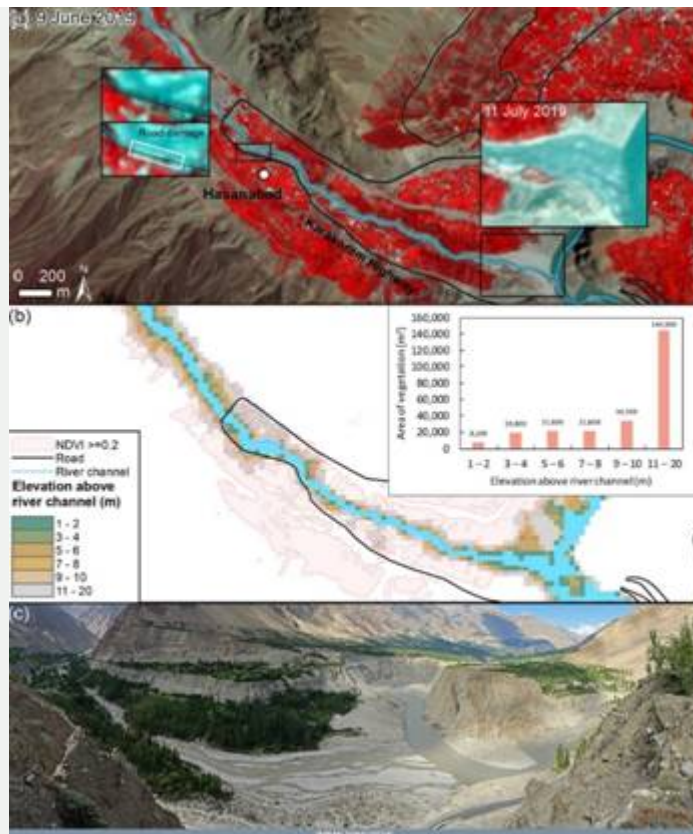 (a) 9 June 2019
11 July 2019
Road damage
Hasanabad
Karakoram Highway
0 200
m
N
(b)
160,000
140,000
120,000
100,000
80,000
60,000
40,000
20,000
0
Area of vegetation (m²)
1 - 2
3 - 4
5 - 6
7 - 8
9 - 10
11 - 20
Elevation above river channel (m)
NDVI >=0.2
Road
River channel
Elevation above
river channel (m)
1 - 2
3 - 4
5 - 6
7 - 8
9 - 10
11 - 20
(c)